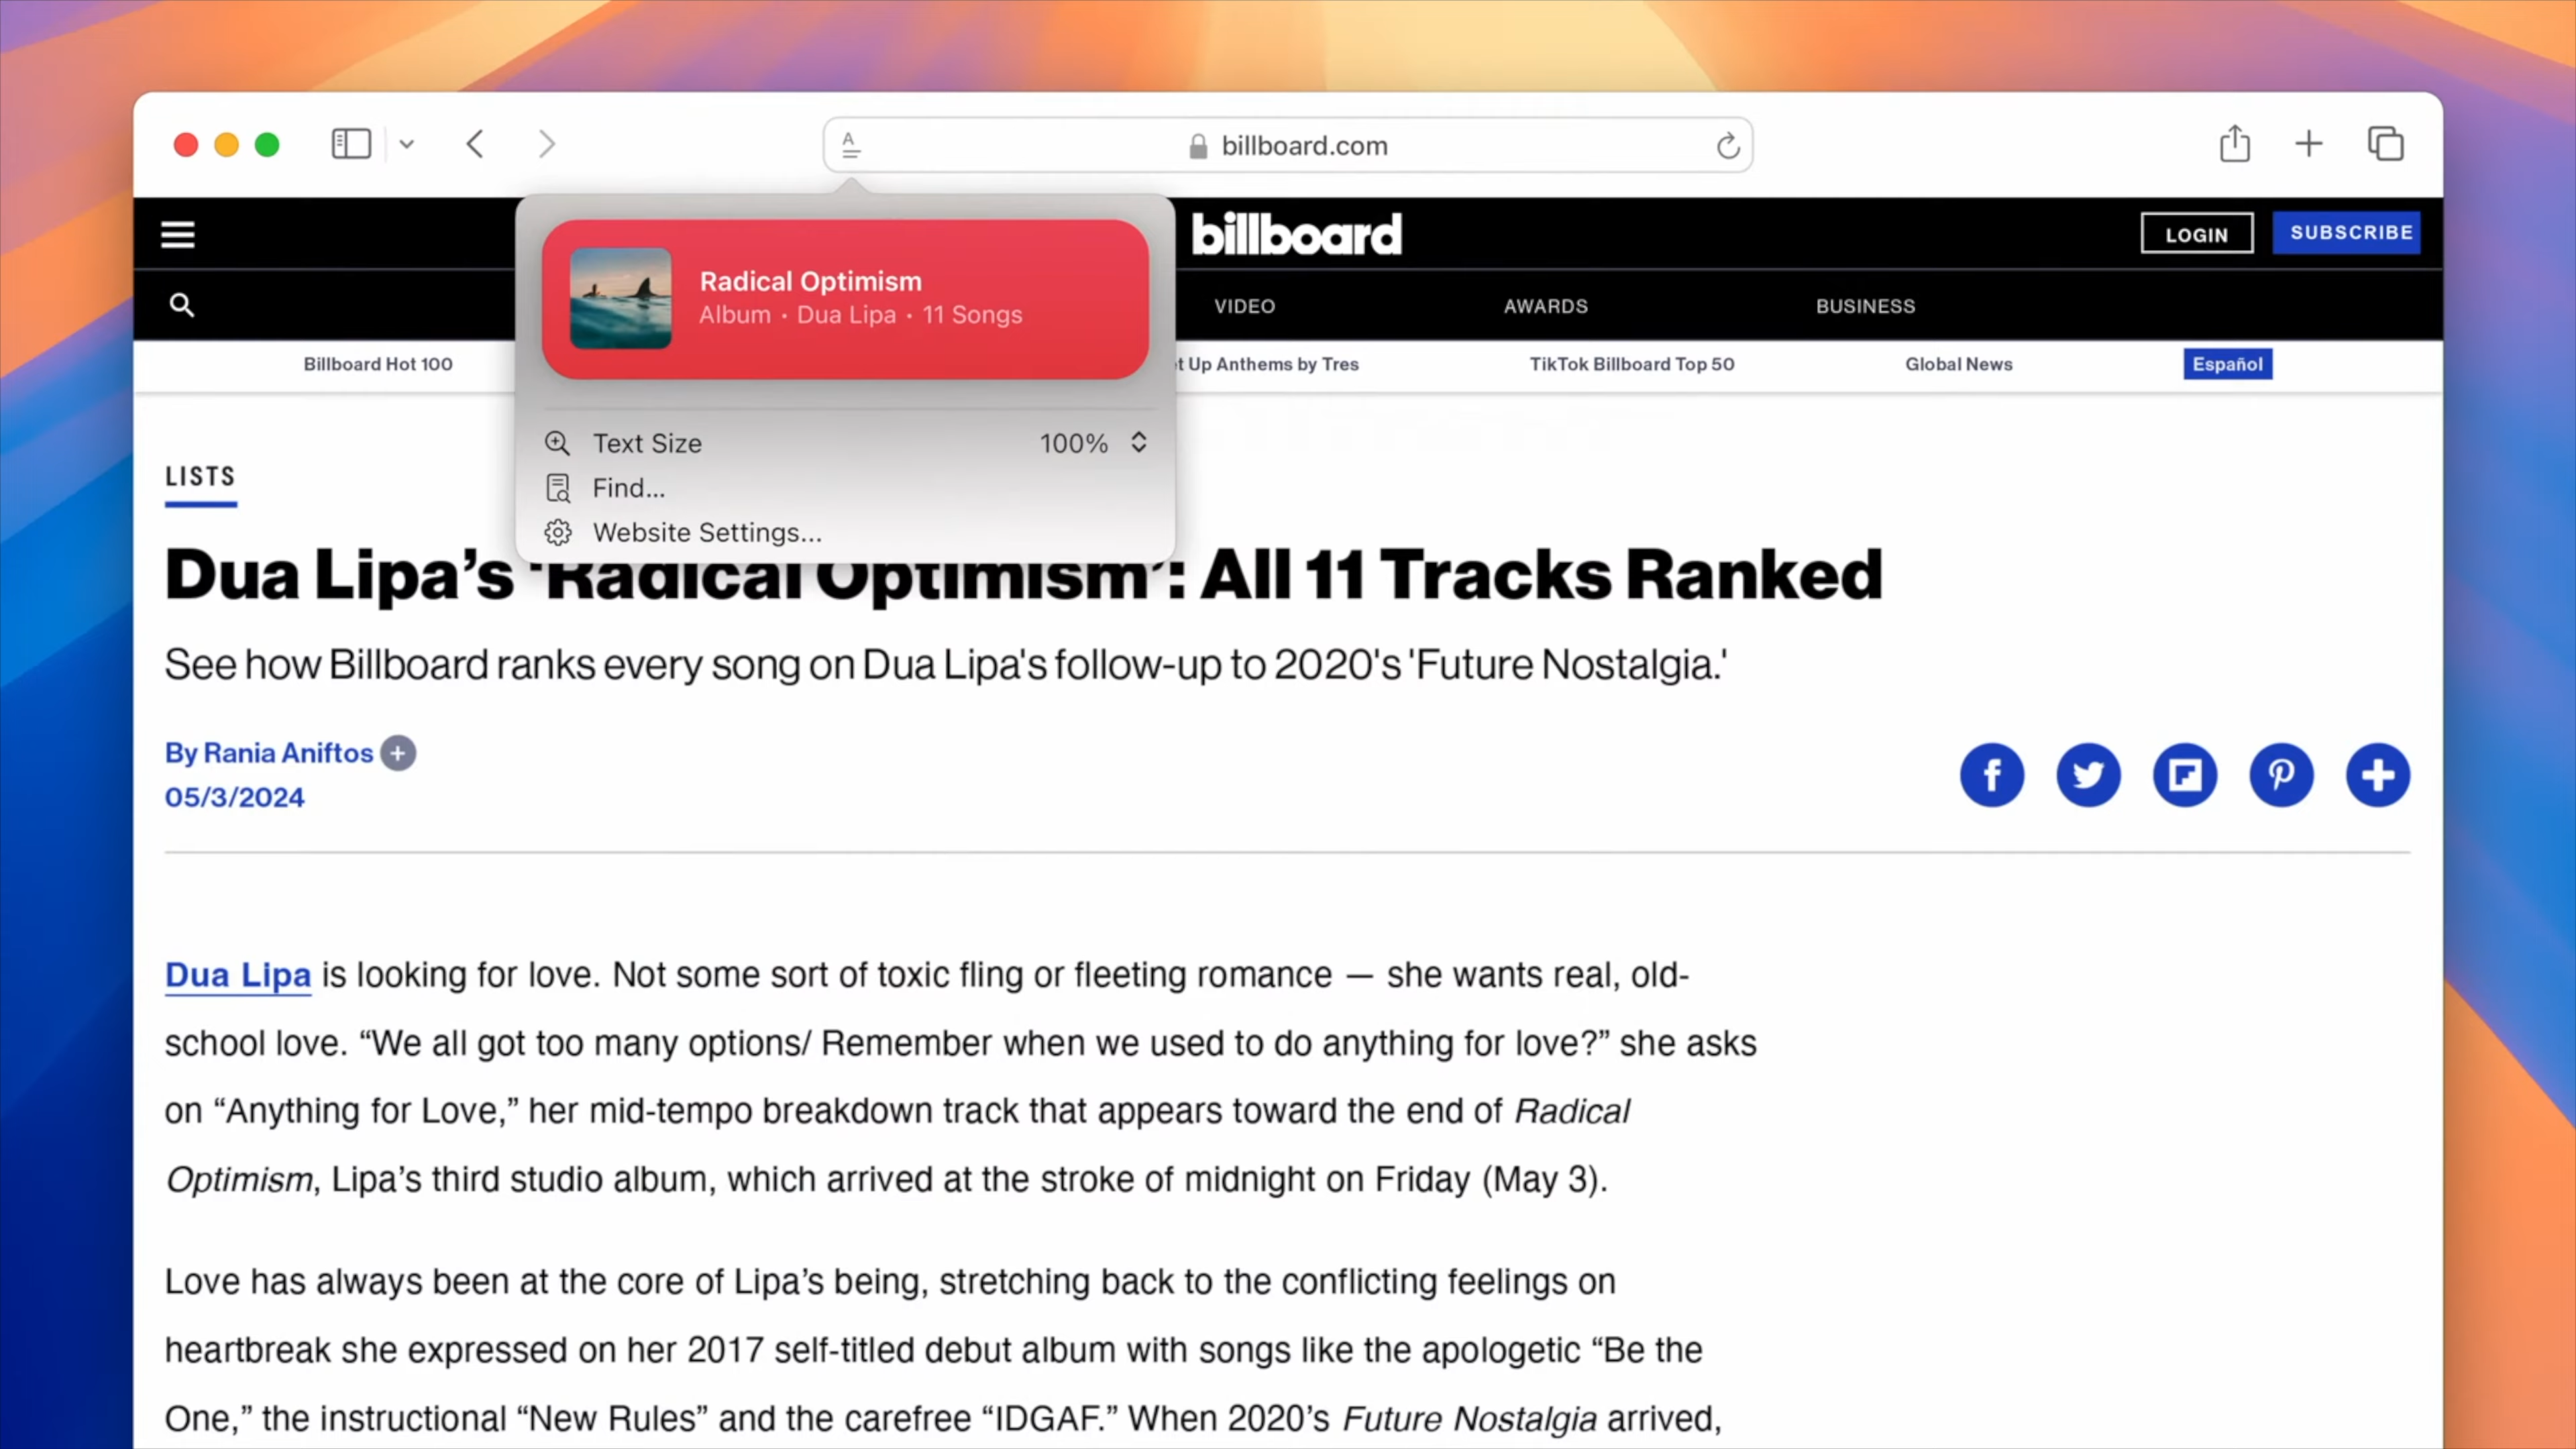 A
billboard.com
billboard
LOGIN
SUBSCRIBE
Radical Optimism
Album · Dua Lipa · 11 Songs
VIDEO
AWARDS
BUSINESS
Billboard Hot 100
t Up Anthems by Tres
TikTok Billboard Top 50
Global News
Español
Text Size 100%
Find...
Website Settings...
LISTS
Dua Lipa’s ‘Radical Optimism’: All 11 Tracks Ranked
See how Billboard ranks every song on Dua Lipa's follow-up to 2020's 'Future Nostalgia.'
By Rania Aniftos
05/3/2024
Dua Lipa is looking for love. Not some sort of toxic fling or fleeting romance — she wants real, old-
school love. “We all got too many options/ Remember when we used to do anything for love?” she asks
on “Anything for Love,” her mid-tempo breakdown track that appears toward the end of Radical
Optimism, Lipa’s third studio album, which arrived at the stroke of midnight on Friday (May 3).
Love has always been at the core of Lipa’s being, stretching back to the conflicting feelings on
heartbreak she expressed on her 2017 self-titled debut album with songs like the apologetic “Be the
One,” the instructional “New Rules” and the carefree “IDGAF.” When 2020’s Future Nostalgia arrived,